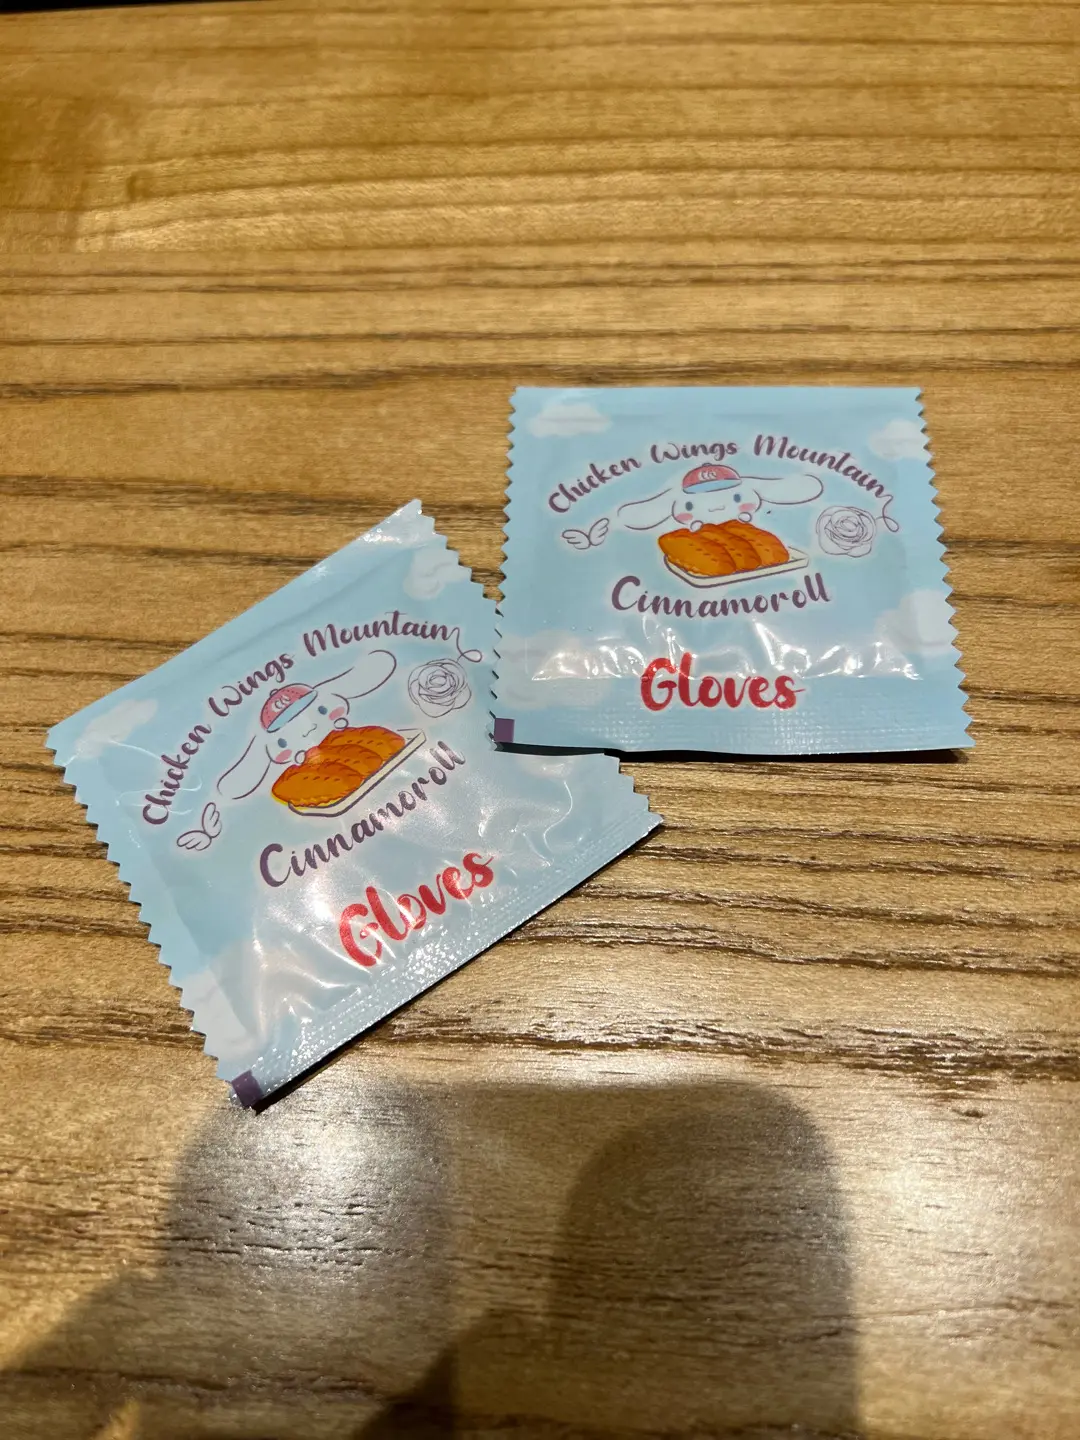 Chicken Wings Mountain
Cinnamoroll
Gloves
Chicken Wings Mountain
Cinnamoroll
Gloves